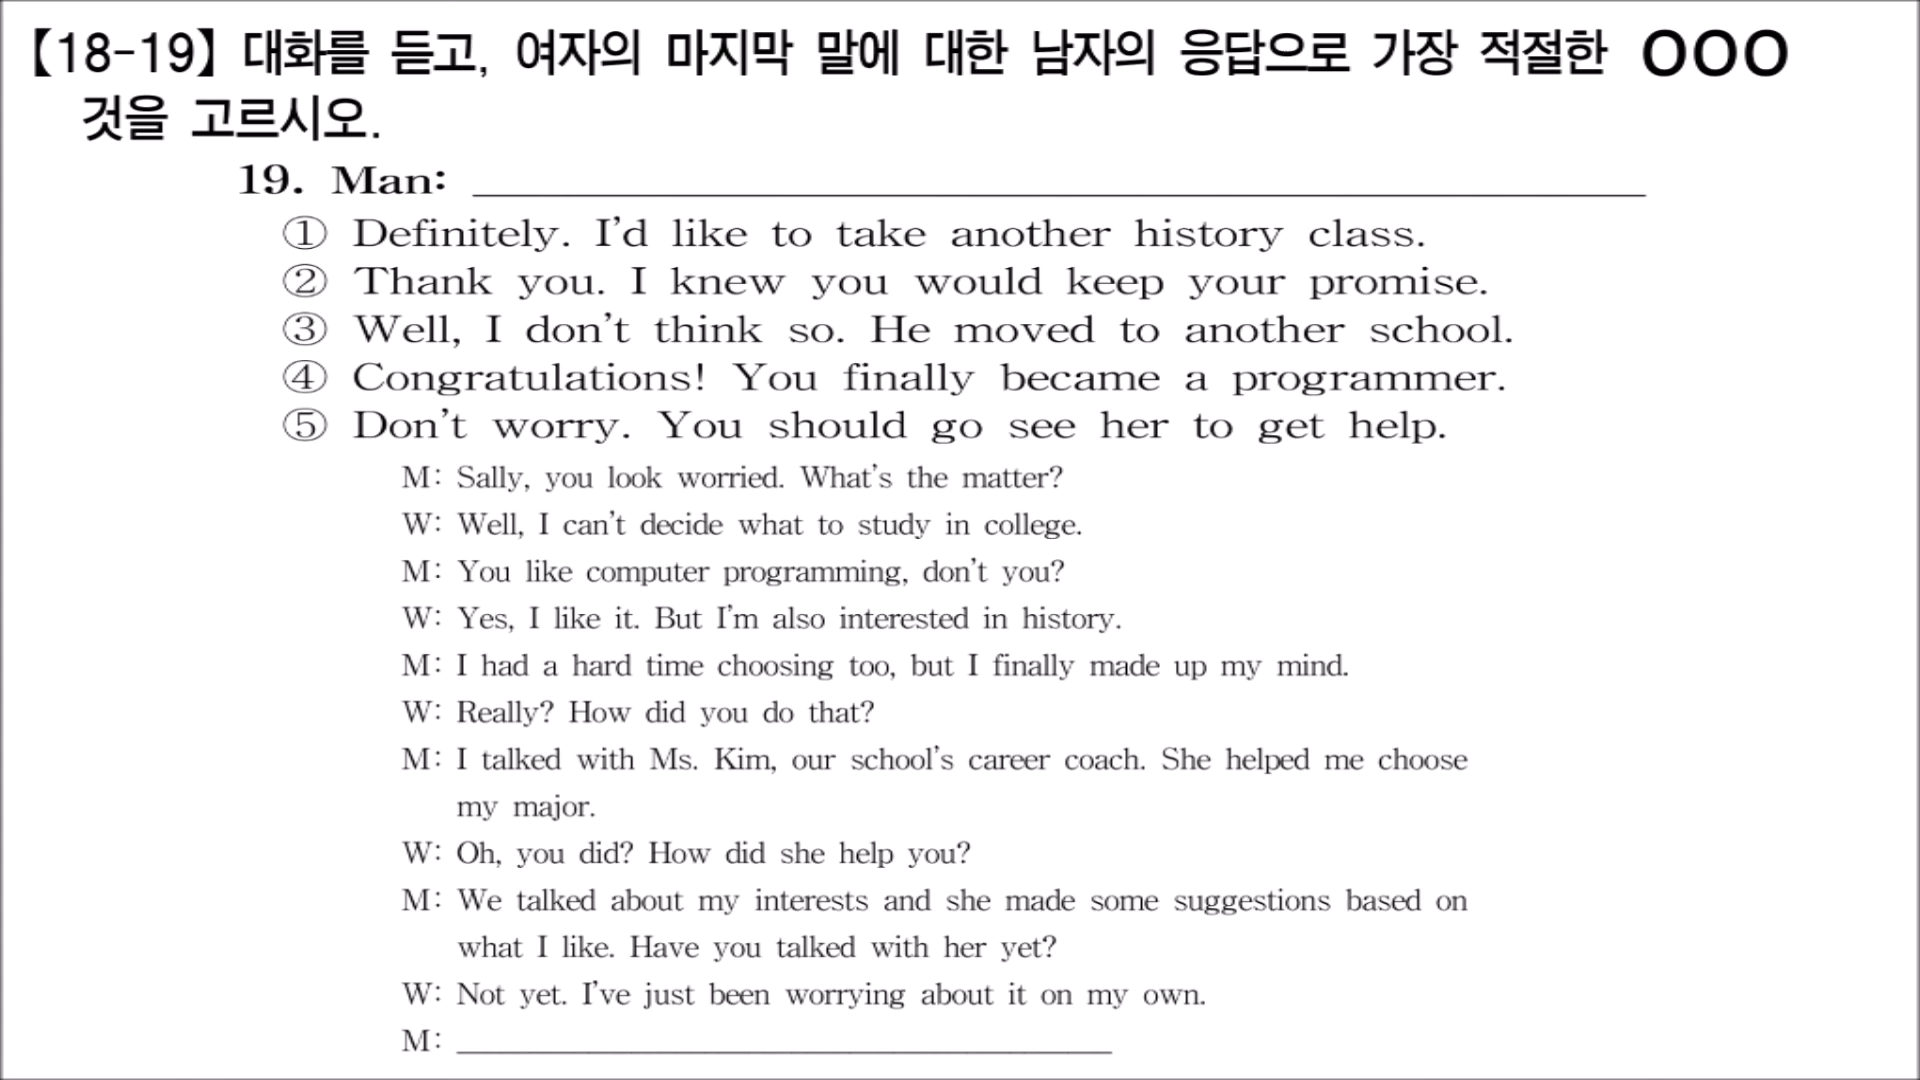 【18-19】 대화를 듣고, 여자의 마지막 말에 대한 남자의 응답으로 가장 적절한 OOO
것을 고르시오.
19. Man: ______________________________
① Definitely. I'd like to take another history class.
② Thank you. I knew you would keep your promise.
③ Well, I don't think so. He moved to another school.
④ Congratulations! You finally became a programmer.
⑤ Don't worry. You should go see her to get help.
M: Sally, you look worried. What's the matter?
W: Well, I can't decide what to study in college.
M: You like computer programming, don't you?
W: Yes, I like it. But I'm also interested in history.
M: I had a hard time choosing too, but I finally made up my mind.
W: Really? How did you do that?
M: I talked with Ms. Kim, our school's career coach. She helped me choose
my major.
W: Oh, you did? How did she help you?
M: We talked about my interests and she made some suggestions based on
what I like. Have you talked with her yet?
W: Not yet. I've just been worrying about it on my own.
M: ______________________________